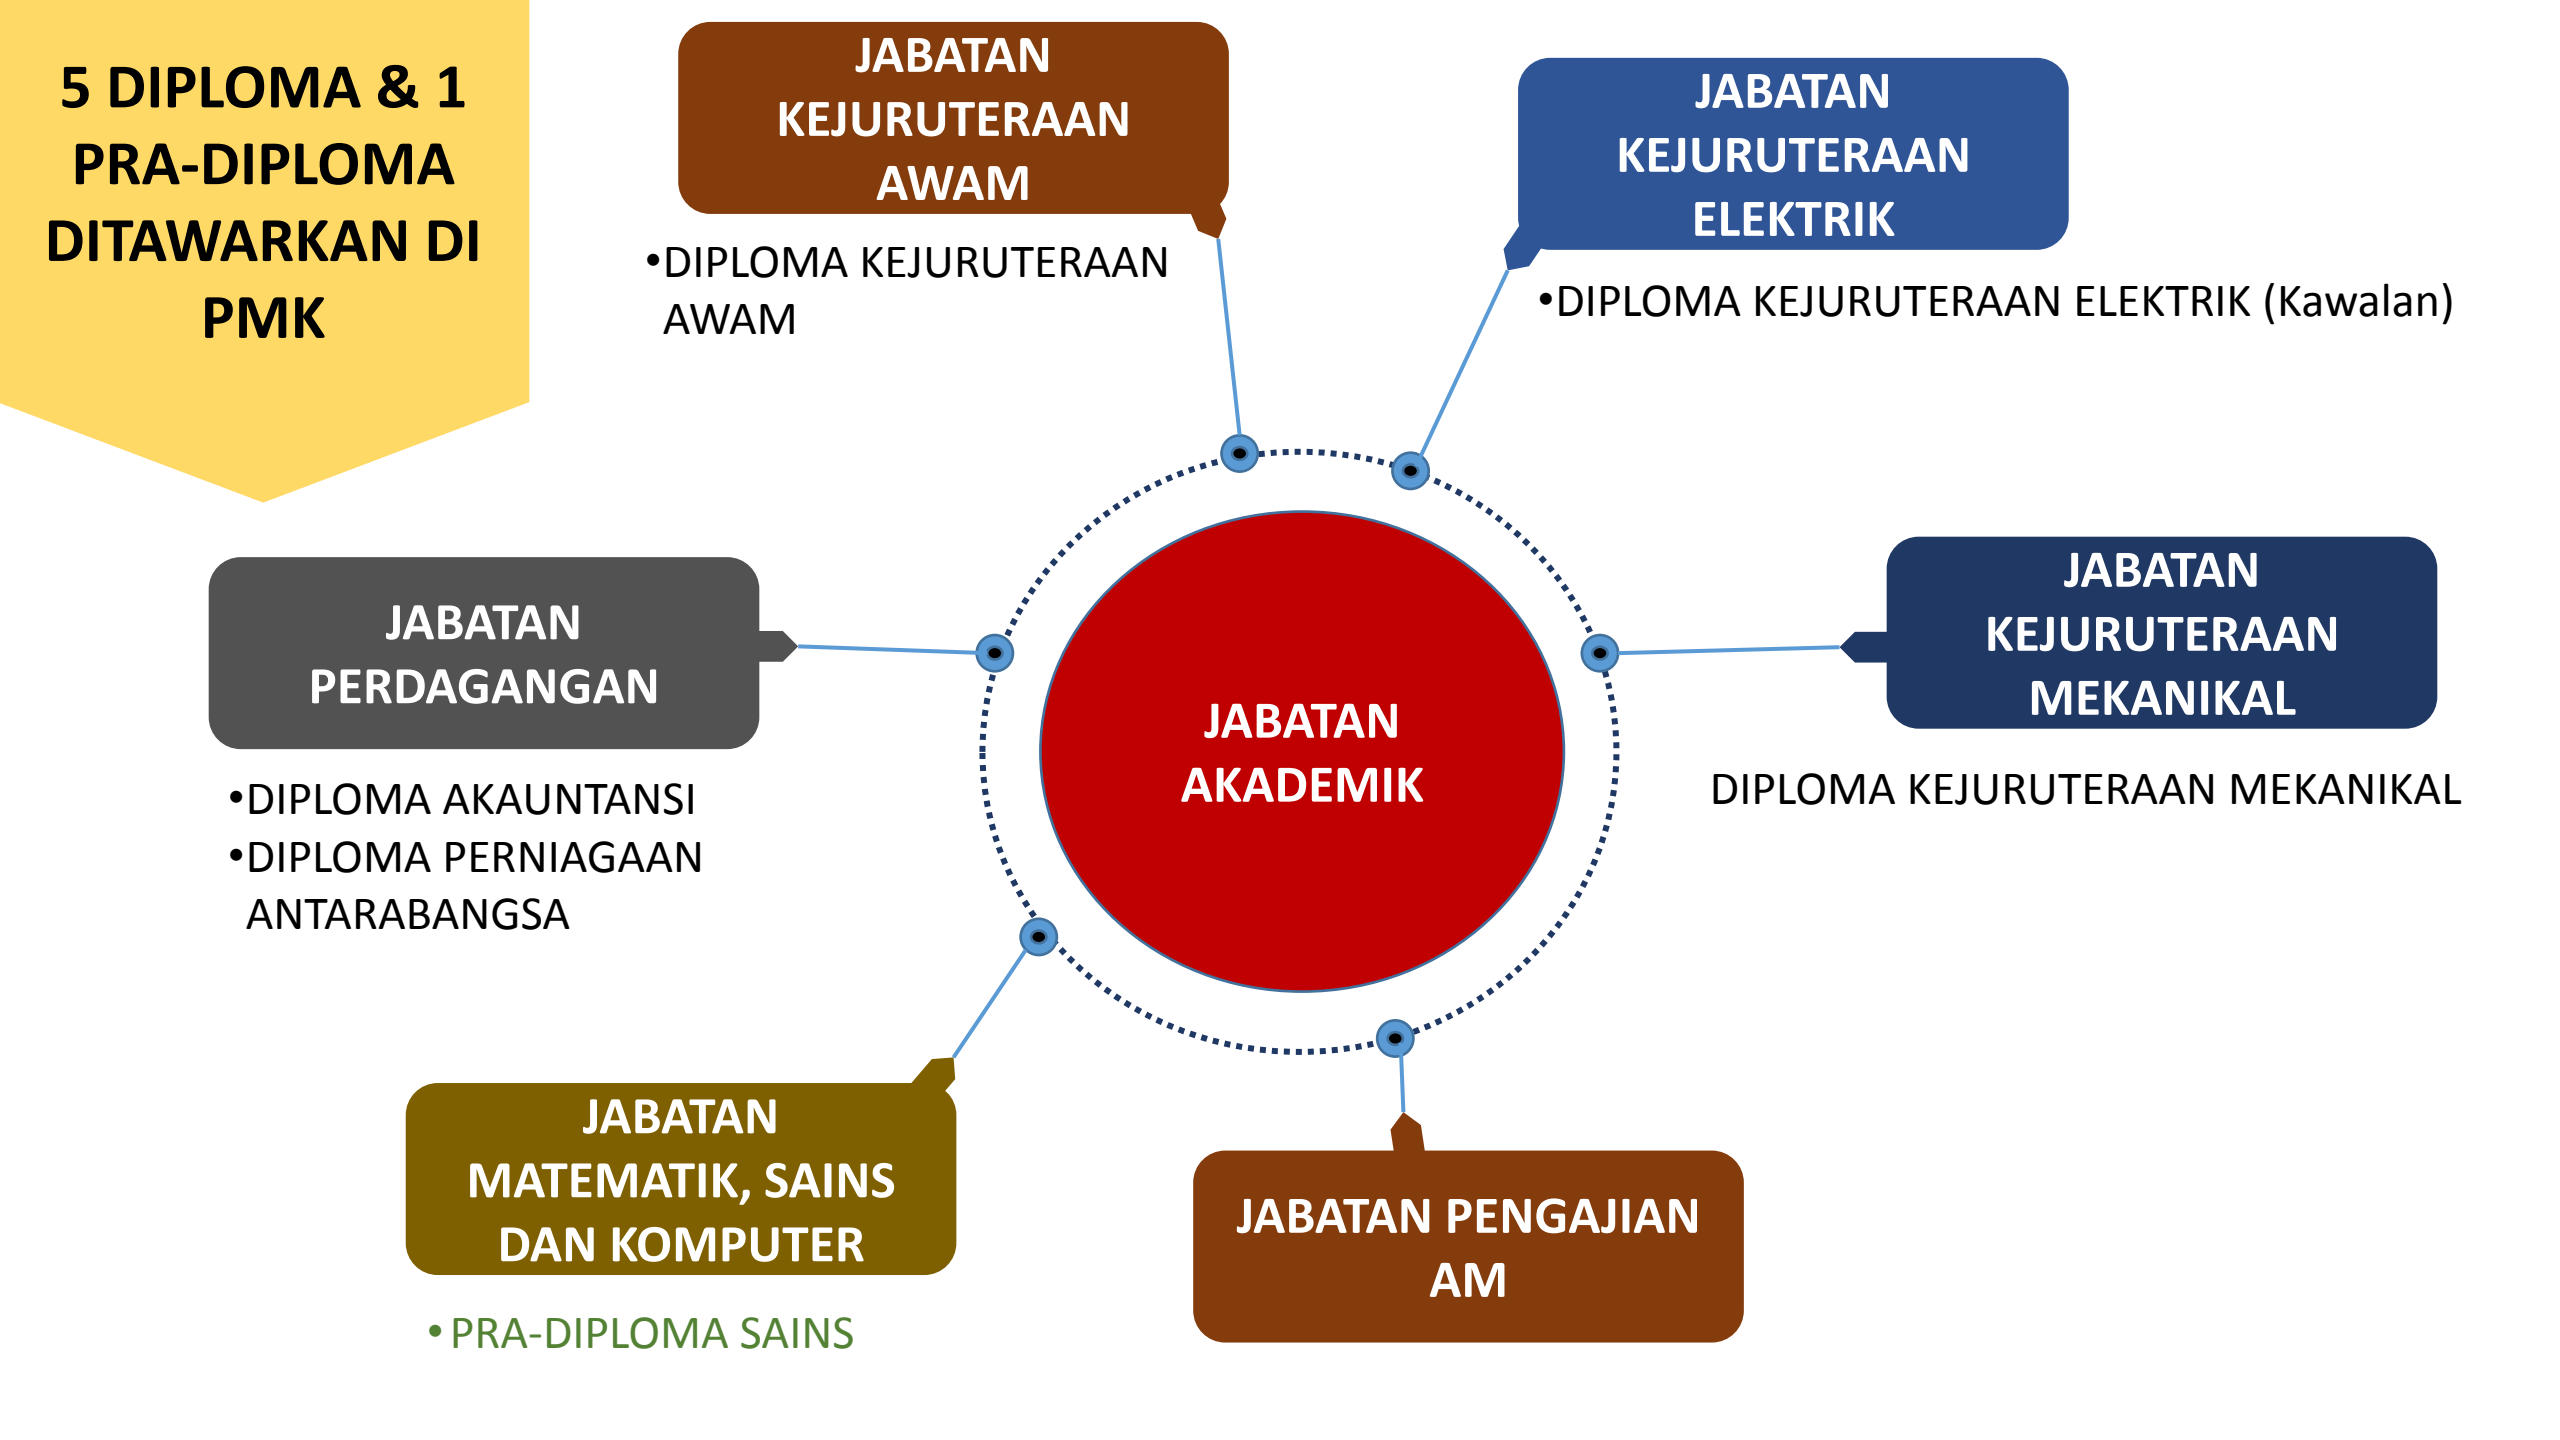 5 DIPLOMA & 1
PRA-DIPLOMA
DITAWARKAN DI
PMK
JABATAN
KEJURUTERAAN
AWAM
•DIPLOMA KEJURUTERAAN
AWAM
JABATAN
KEJURUTERAAN
ELEKTRIK
•DIPLOMA KEJURUTERAAN ELEKTRIK (Kawalan)
JABATAN
PERDAGANGAN
•DIPLOMA AKAUNTANSI
•DIPLOMA PERNIAGAAN
ANTARABANGSA
JABATAN
AKADEMIK
JABATAN
KEJURUTERAAN
MEKANIKAL
DIPLOMA KEJURUTERAAN MEKANIKAL
JABATAN
MATEMATIK, SAINS
DAN KOMPUTER
• PRA-DIPLOMA SAINS
JABATAN PENGAJIAN
AM